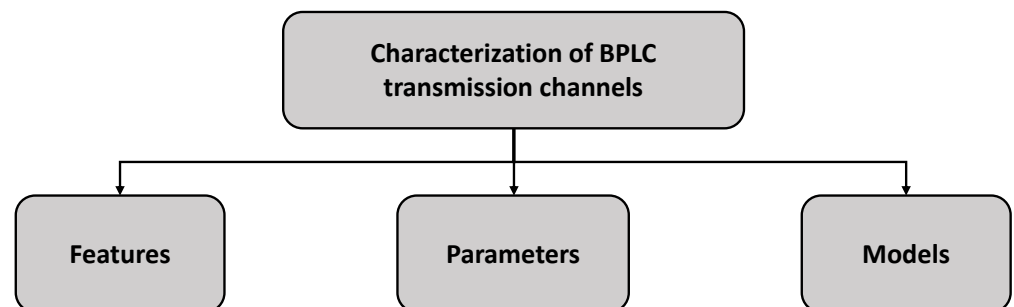 Characterization of BPLC
transmission channels
Features
Parameters
Models